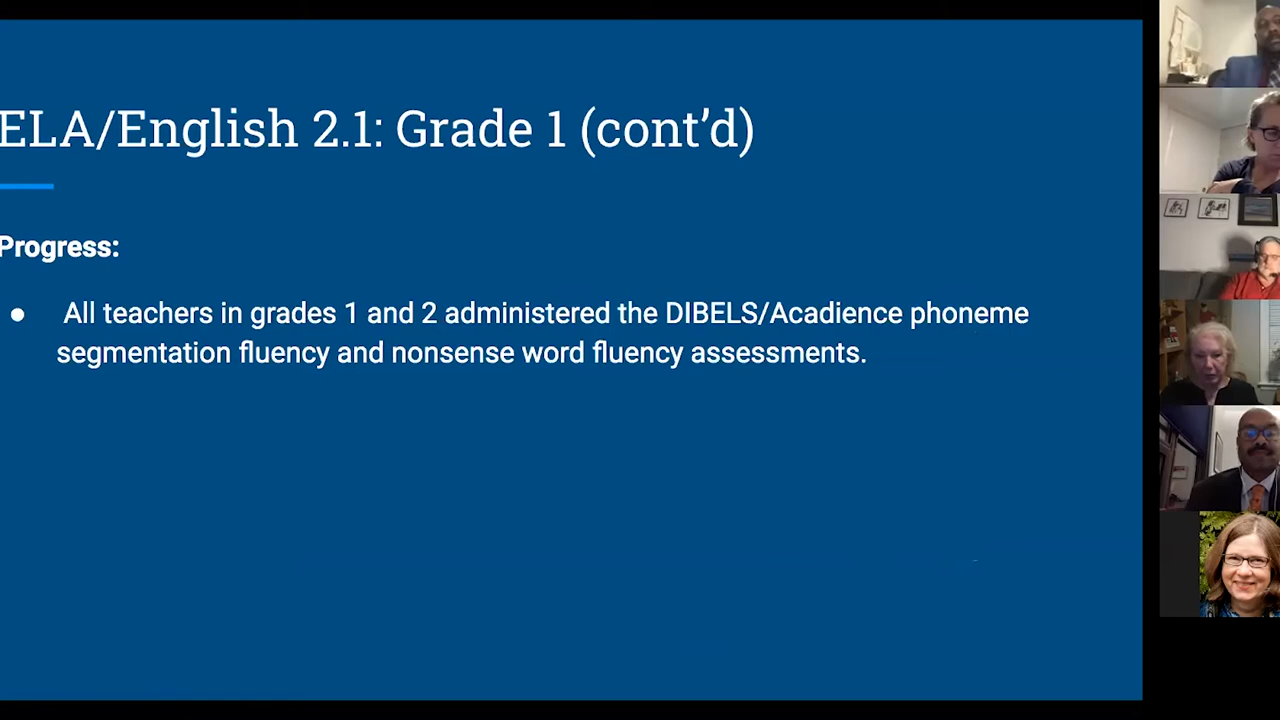 ELA/English 2.1: Grade 1 (cont’d)
Progress:
● All teachers in grades 1 and 2 administered the DIBELS/Acadience phoneme
segmentation fluency and nonsense word fluency assessments.